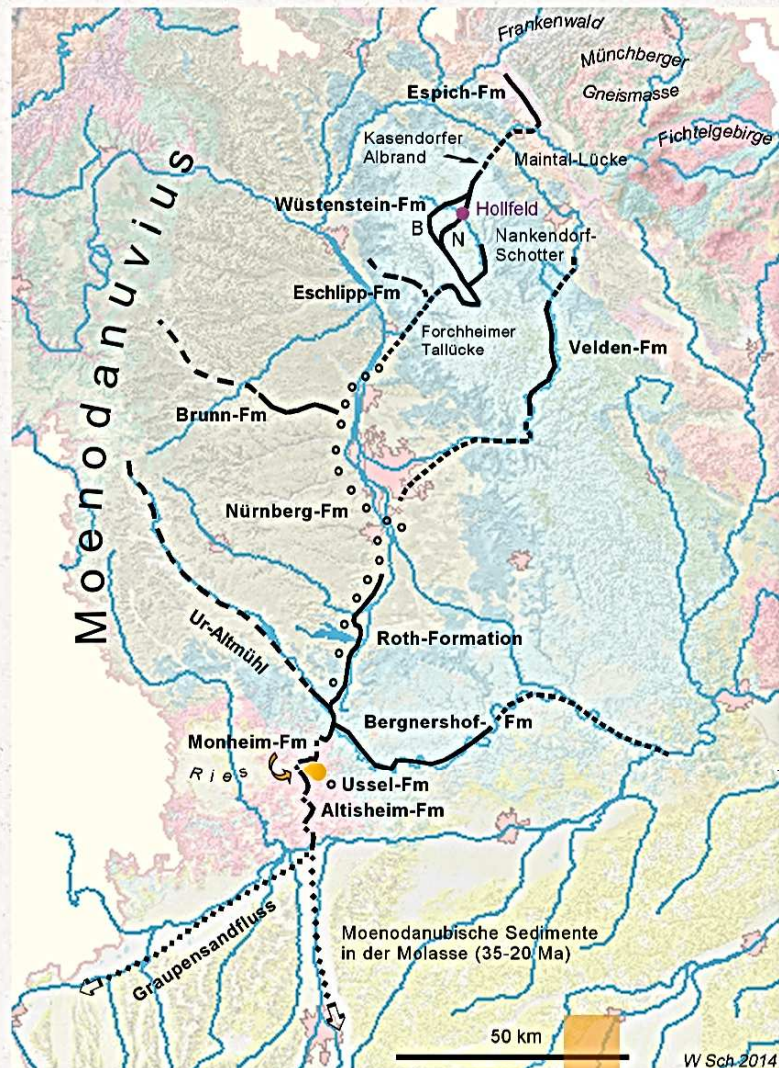 Frankenwald
Münchberger
Gneismasse
Espich-Fm
Fichtelgebirge
Kasendorfer
Albrand
Maintal-Lücke
Moenodanuvius
Wüstenstein-Fm
Hollfeld
B
N
Nankendorf-
Schotter
Eschlipp-Fm
Forchheimer
Tallücke
Velden-Fm
Brunn-Fm
Nürnberg-Fm
Ur-Altmühl
Roth-Formation
Bergnershof-Fm
Monheim-Fm
Ries
Ussel-Fm
Altisheim-Fm
Graupensandfluss
Moenodanubische Sedimente
in der Molasse (35-20 Ma)
50 km
W Sch 2014